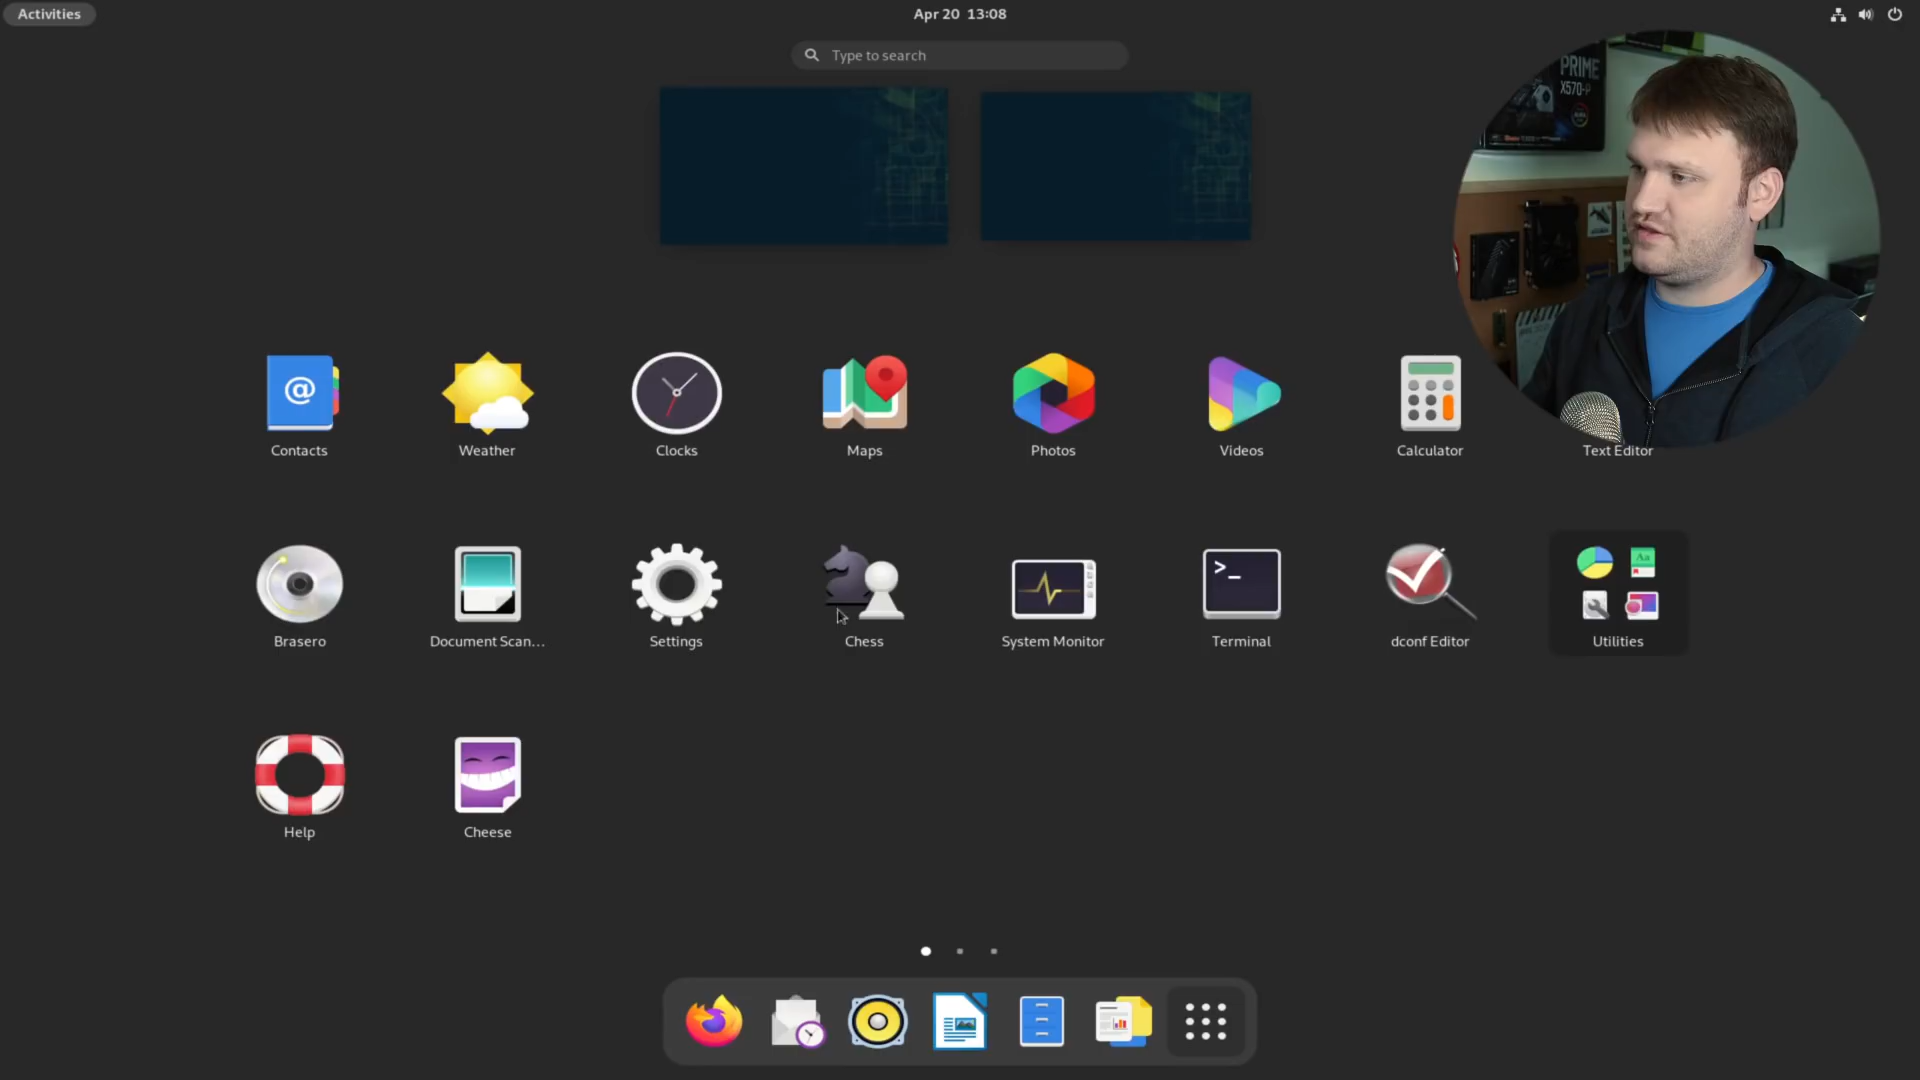 Activities
Apr 20 13:08
Type to search
PRIME
X570-P
Contacts
Weather
Clocks
Maps
Photos
Videos
Calculator
Text Editor
Brasero
Document Scan...
Settings
Chess
System Monitor
>_
Terminal
dconf Editor
Aa
Utilities
Help
Cheese